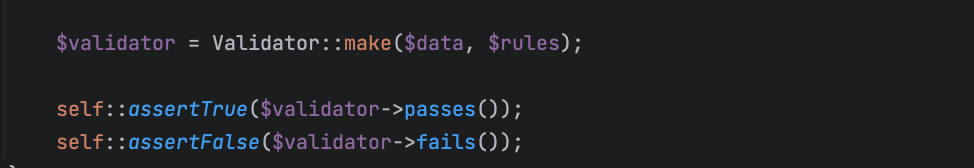 $validator = Validator::make($data, $rules);
self::assertTrue($validator->passes());
self::assertFalse($validator->fails());